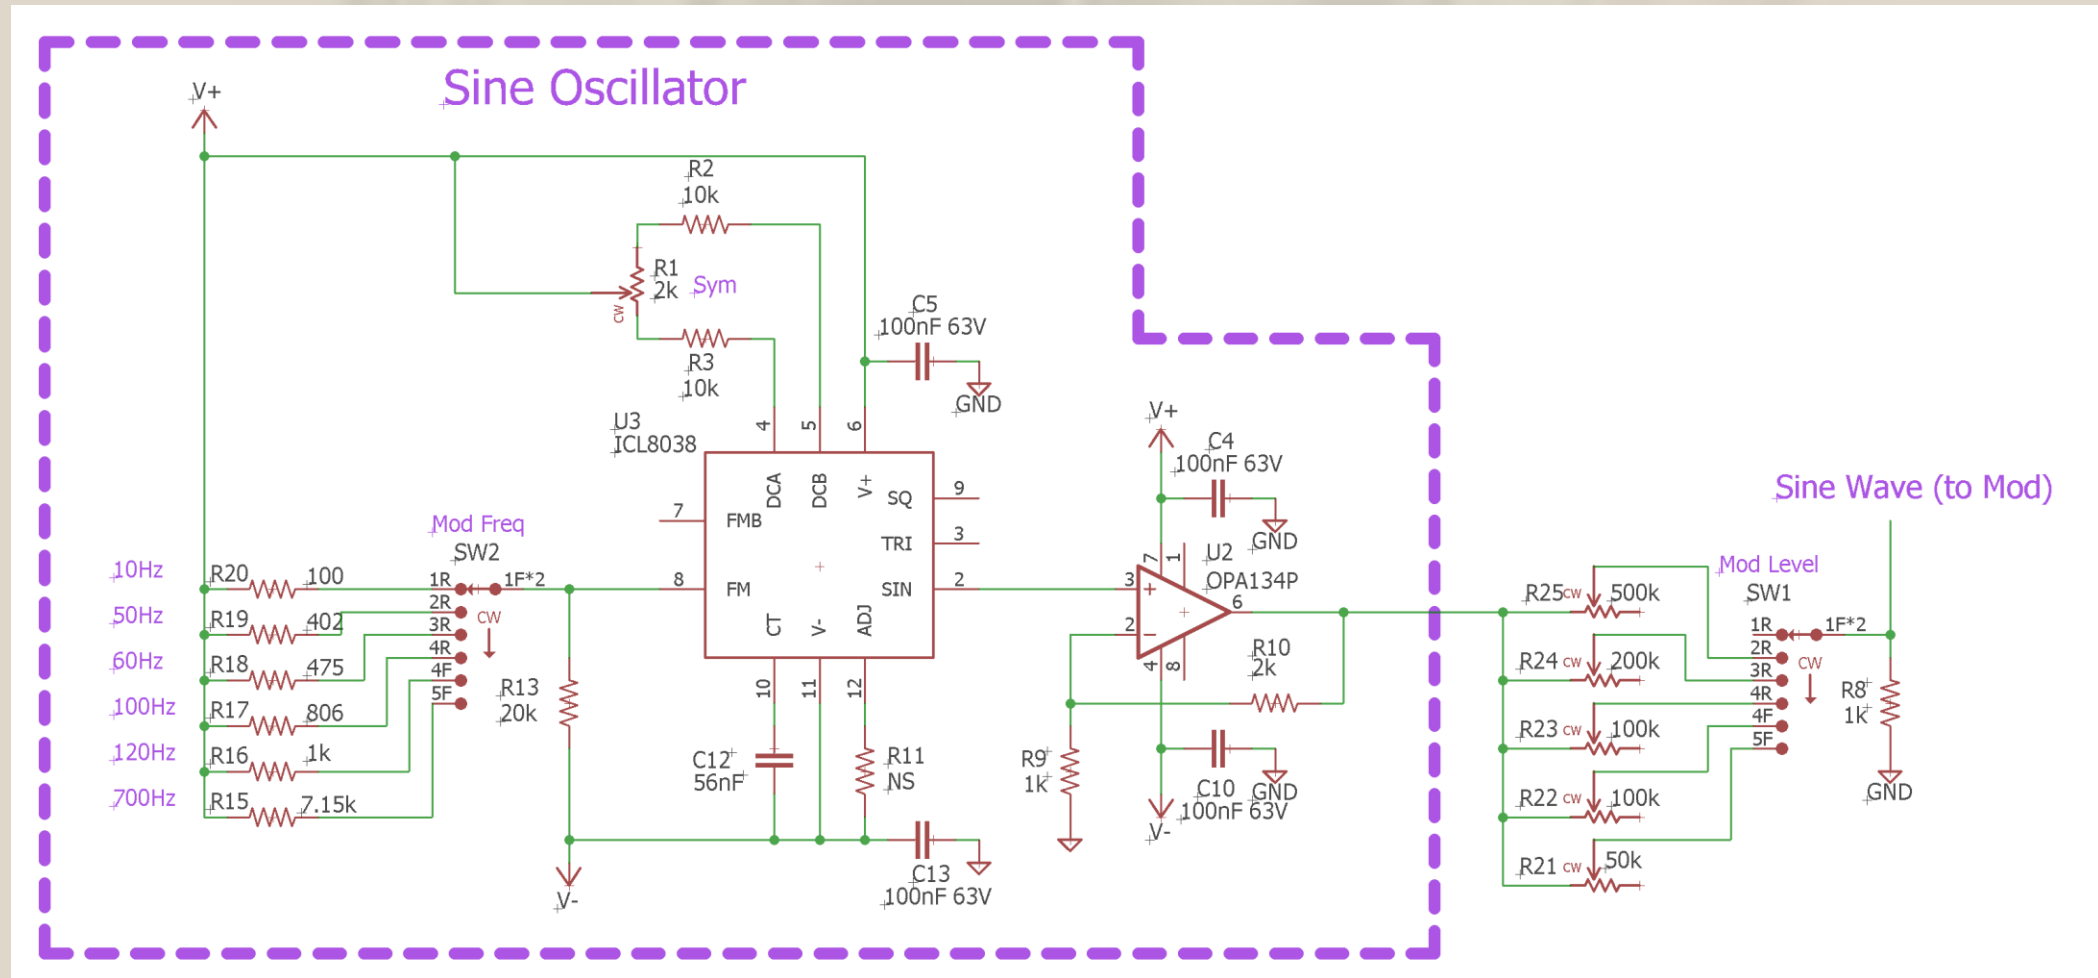 Sine Oscillator
V+
R2
10k
R1
2k
Sym
CW
R3
10k
C5
100nF 63V
GND
U3
ICL8038
4
5
6
DCA
DCB
V+
7
FMB
SQ
9
TRI
3
8
FM
SIN
2
CT
V-
ADJ
10
11
12
Mod Freq
SW2
10Hz
R20
100
1R
1F*2
50Hz
R19
402
2R
CW
60Hz
R18
475
3R
100Hz
R17
806
4R
120Hz
R16
1k
4F
700Hz
R15
7.15k
5F
R13
20k
V-
C12
56nF
R11
NS
C13
100nF 63V
V+
C4
100nF 63V
GND
7
1
U2
OPA134P
3
6
2
4
8
R10
2k
R9
1k
C10
100nF 63V
GND
V-
Sine Wave (to Mod)
Mod Level
SW1
R25
CW
500k
1R
1F*2
2R
R24
CW
200k
3R
CW
R23
CW
100k
4R
R22
CW
100k
4F
R21
CW
50k
5F
R8
1k
GND